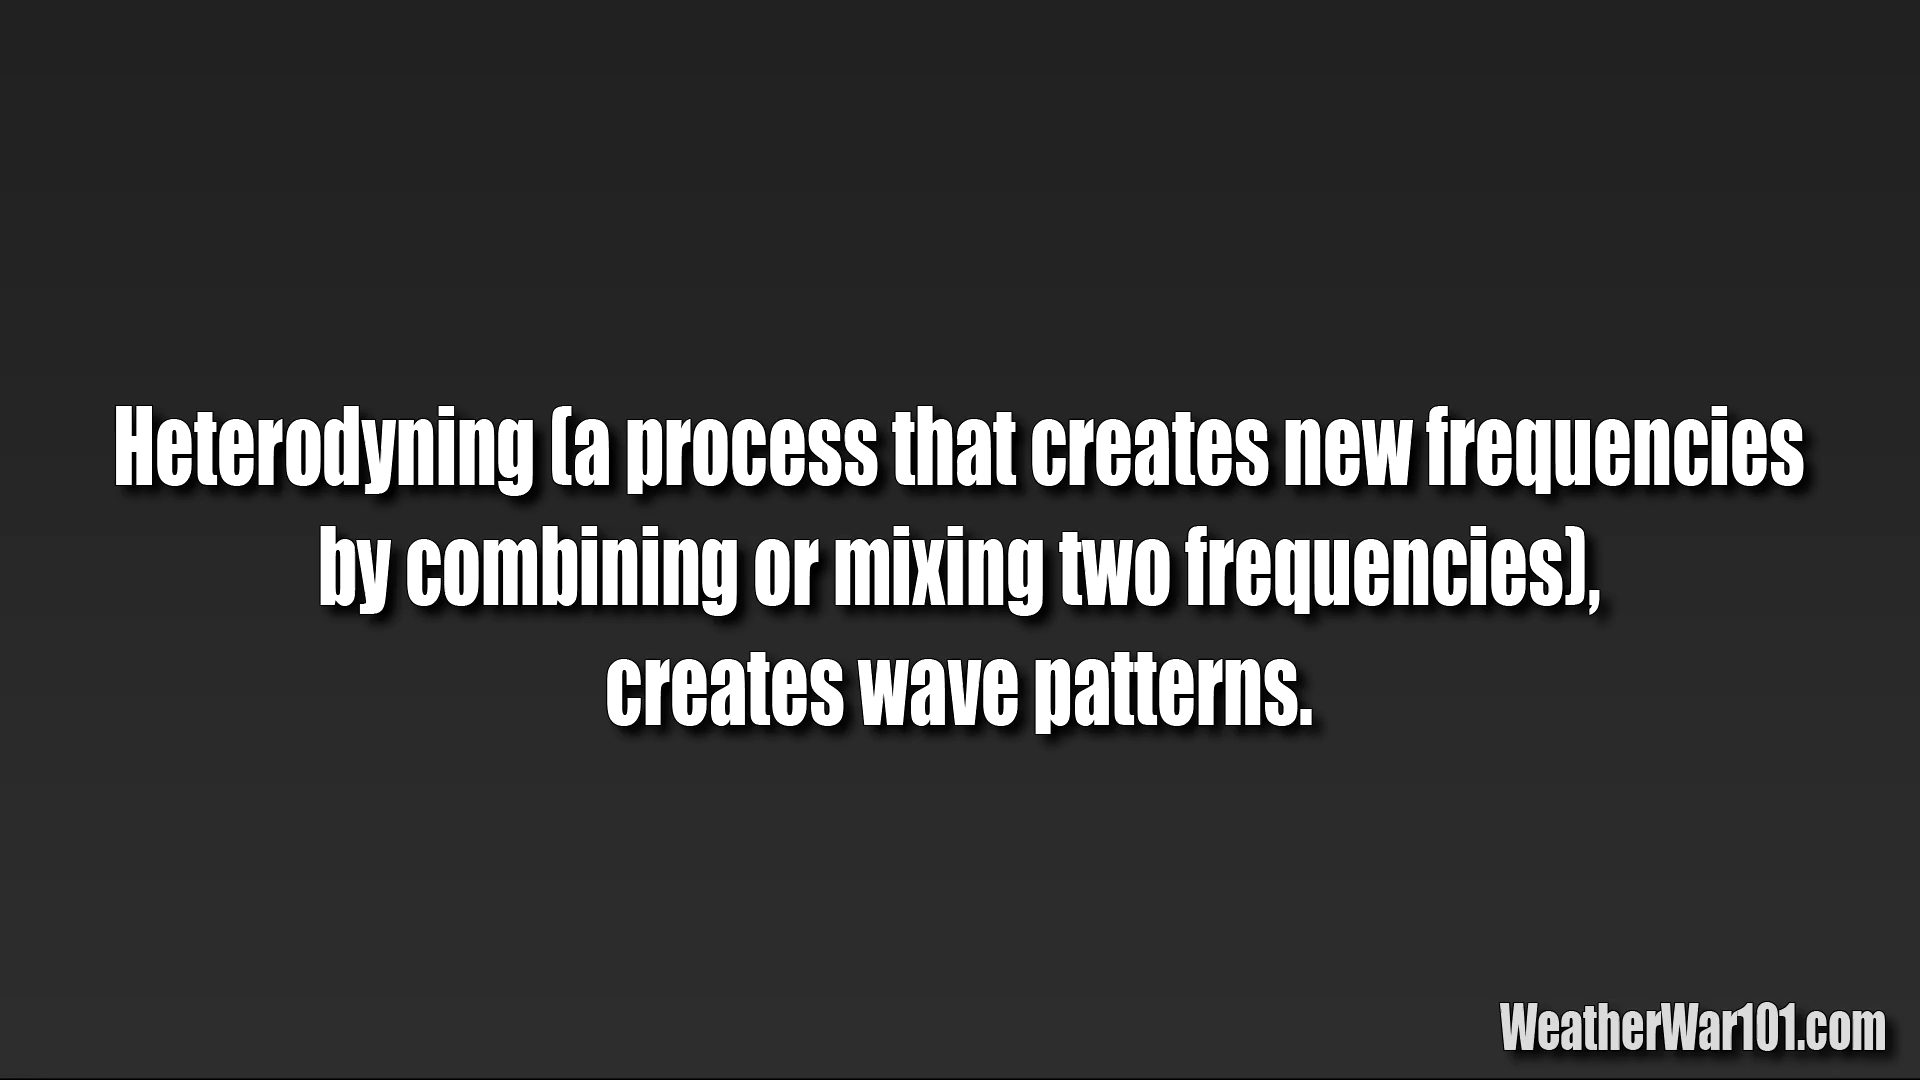 Heterodyning (a process that creates new frequencies
by combining or mixing two frequencies),
creates wave patterns.
WeatherWar101.com